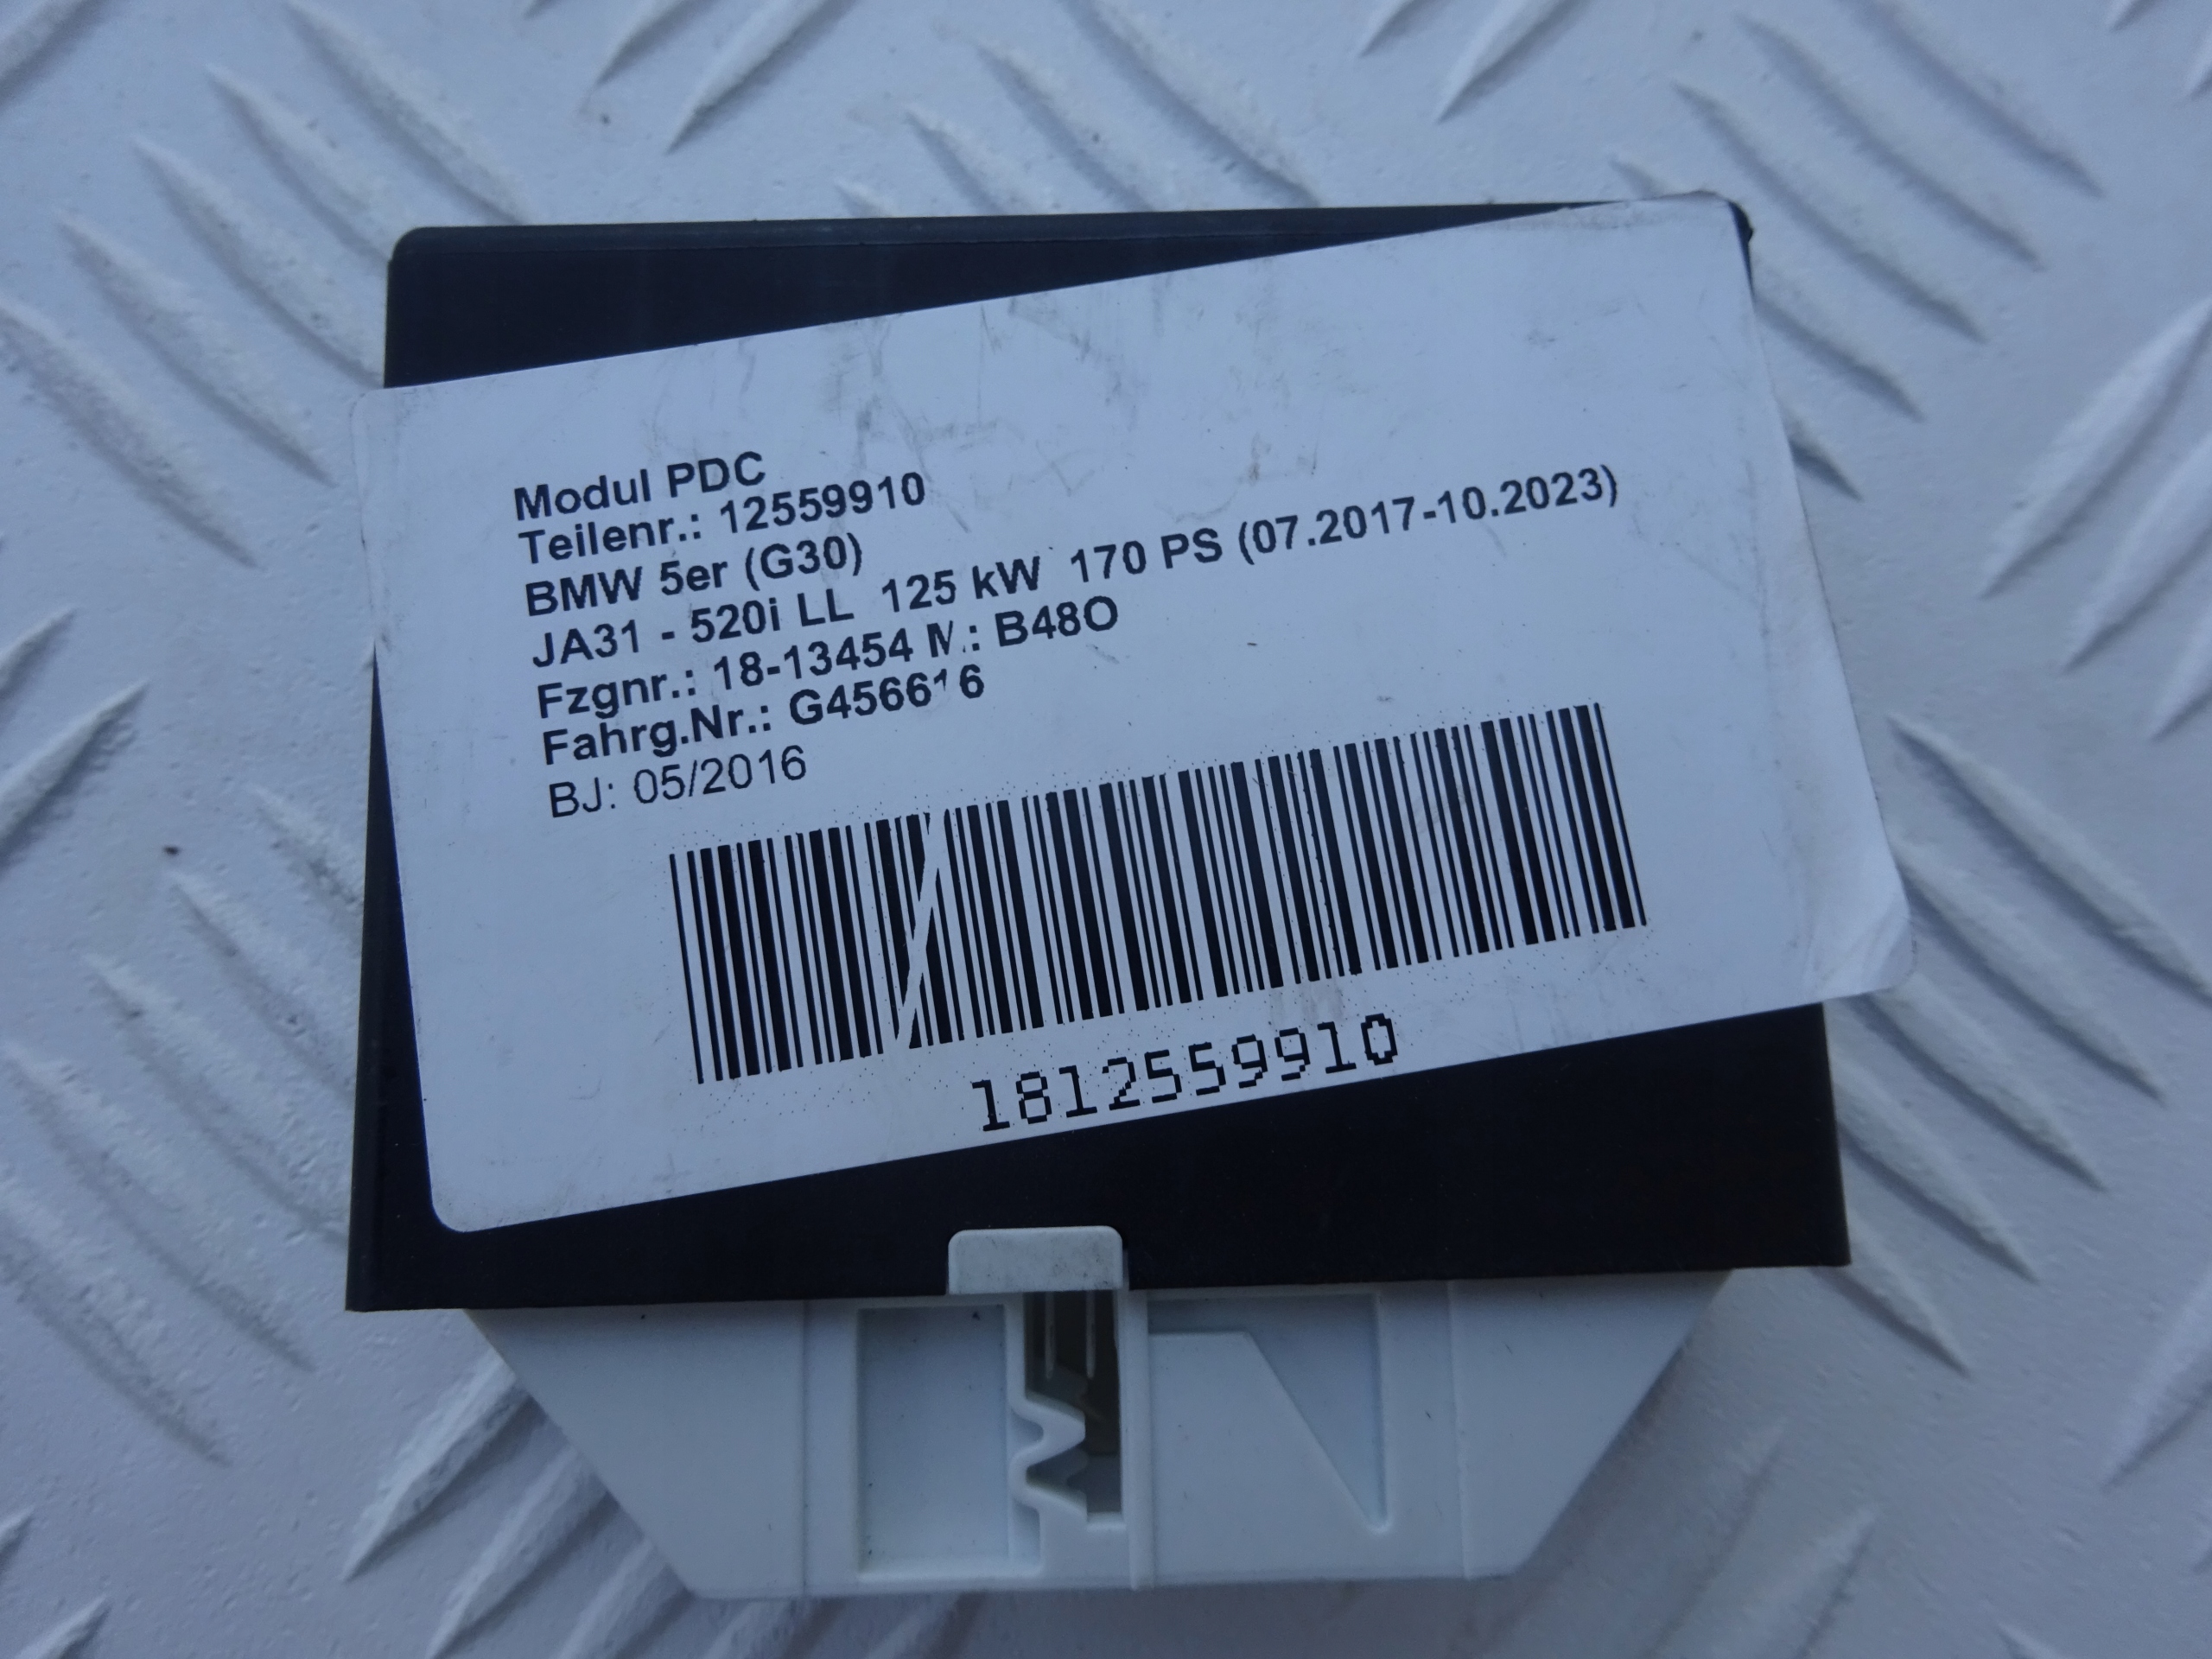 Modul PDC
Teilenr.: 12559910
BMW 5er (G30)
JA31 - 520i LL 125 kW 170 PS (07.2017-10.2023)
Fzgnr.: 18-13454 M.: B48O
Fahrg.Nr.: G456616
BJ: 05/2016
1812559910